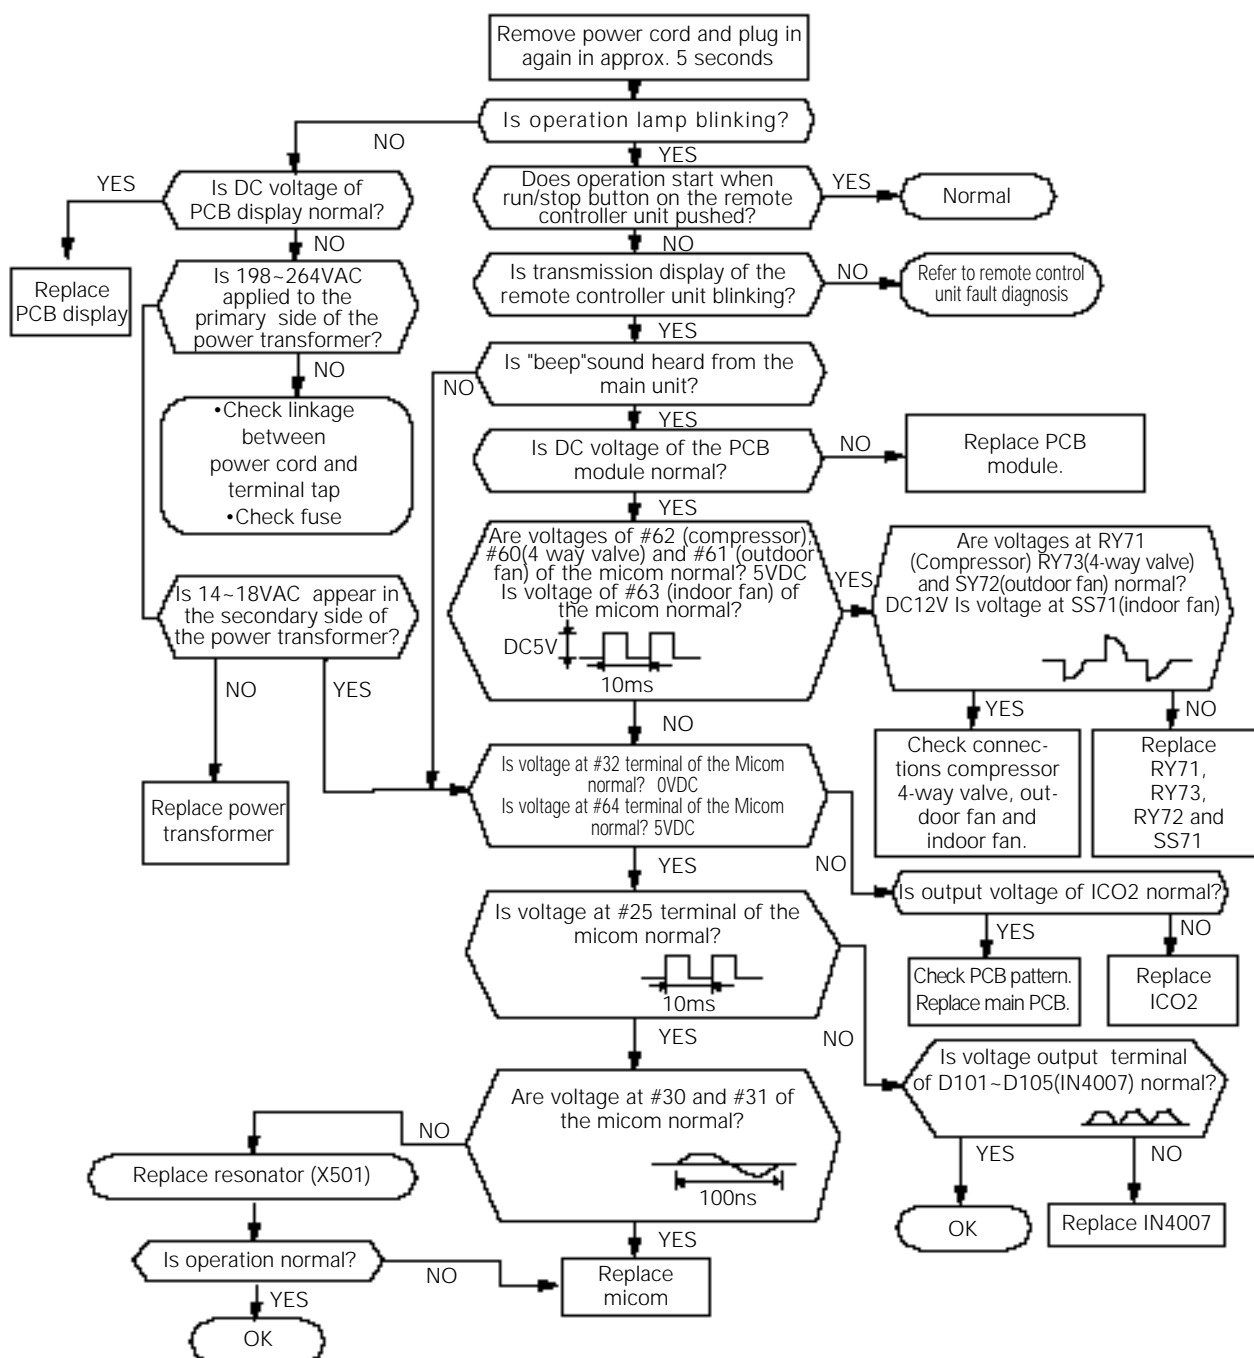 Remove power cord and plug in
again in approx. 5 seconds
Is operation lamp blinking?
NO
YES
YES
Is DC voltage of
PCB display normal?
Does operation start when
run/stop button on the remote
controller unit pushed?
YES
Normal
NO
NO
Replace
PCB display
Is 198~264VAC
applied to the
primary side of the
power transformer?
Is transmission display of the
remote controller unit blinking?
NO
Refer to remote control
unit fault diagnosis
YES
NO
Is "beep"sound heard from the
main unit?
NO
•Check linkage
between
power cord and
terminal tap
•Check fuse
YES
Is DC voltage of the PCB
module normal?
NO
Replace PCB
module.
YES
Are voltages of #62 (compressor),
#60(4 way valve) and #61 (outdoor
fan) of the micom normal? 5VDC
Is voltage of #63 (indoor fan) of
the micom normal?
DC5V
10ms
YES
Are voltages at RY71
(Compressor) RY73(4-way valve)
and SY72(outdoor fan) normal?
DC12V Is voltage at SS71(indoor fan)
Is 14~18VAC appear in
the secondary side of
the power transformer?
NO
YES
NO
YES
NO
Replace power
transformer
Is voltage at #32 terminal of the Micom
normal? 0VDC
Is voltage at #64 terminal of the Micom
normal? 5VDC
Check connec-
tions compressor
4-way valve, out-
door fan and
indoor fan.
Replace
RY71,
RY73,
RY72 and
SS71
YES
NO
Is output voltage of ICO2 normal?
Is voltage at #25 terminal of the
micom normal?
10ms
YES
NO
Check PCB pattern.
Replace main PCB.
Replace
ICO2
YES
NO
Is voltage output terminal
of D101~D105(IN4007) normal?
Are voltage at #30 and #31 of
the micom normal?
100ns
NO
YES
NO
Replace resonator (X501)
OK
Replace IN4007
YES
Is operation normal?
NO
Replace
micom
YES
OK